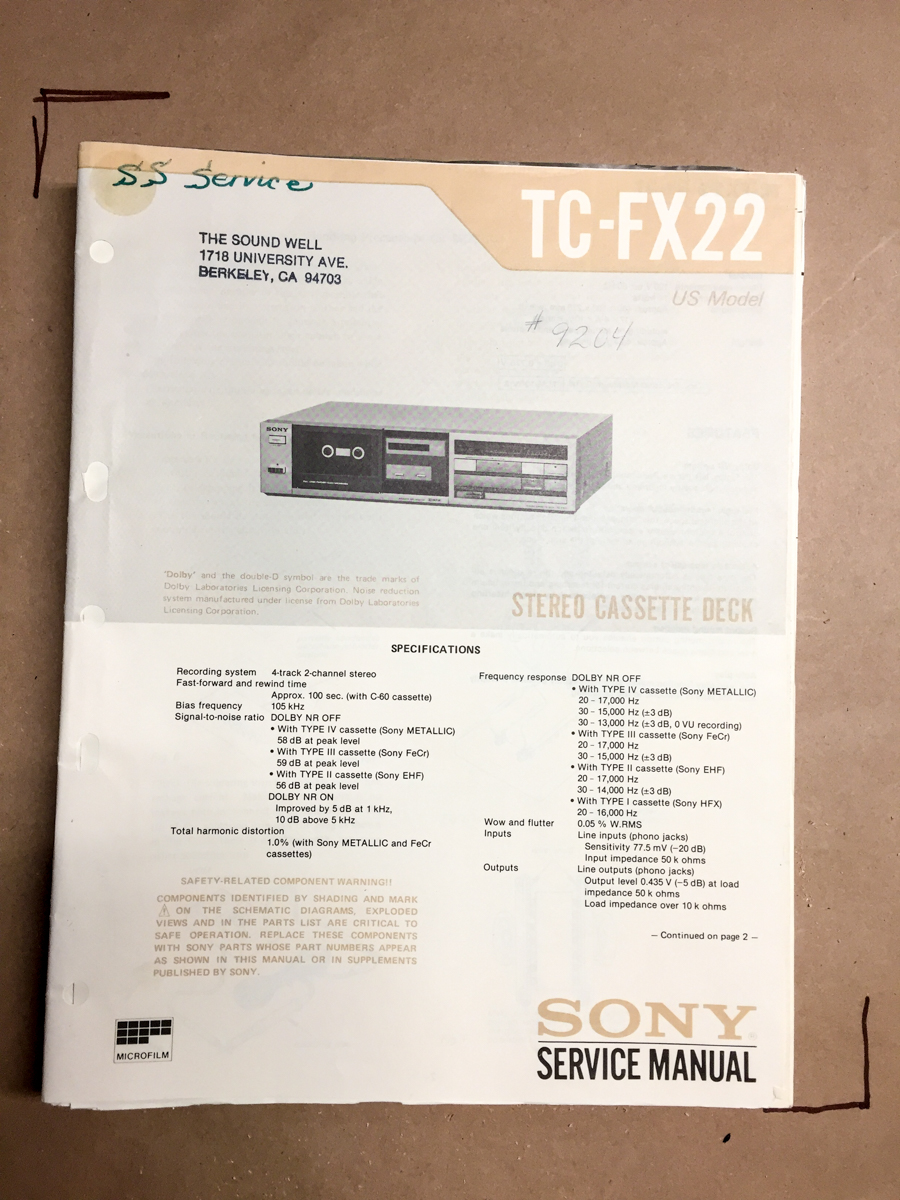 SS Service
TC-FX22
THE SOUND WELL
1718 UNIVERSITY AVE.
BERKELEY, CA 94703
US Model
# 9204
SONY
"Dolby" and the double-D symbol are the trade marks of
Dolby Laboratories Licensing Corporation. Noise reduction
system manufactured under license from Dolby Laboratories
Licensing Corporation.
STEREO CASSETTE DECK
SPECIFICATIONS
Recording system 4-track 2-channel stereo
Fast-forward and rewind time
Approx. 100 sec. (with C-60 cassette)
Bias frequency 105 kHz
Signal-to-noise ratio DOLBY NR OFF
• With TYPE IV cassette (Sony METALLIC)
58 dB at peak level
• With TYPE III cassette (Sony FeCr)
59 dB at peak level
• With TYPE II cassette (Sony EHF)
56 dB at peak level
DOLBY NR ON
Improved by 5 dB at 1 kHz,
10 dB above 5 kHz
Total harmonic distortion
1.0% (with Sony METALLIC and FeCr
cassettes)
Frequency response DOLBY NR OFF
• With TYPE IV cassette (Sony METALLIC)
20 - 17,000 Hz
30 - 15,000 Hz (±3 dB)
30 - 13,000 Hz (±3 dB, 0 VU recording)
• With TYPE III cassette (Sony FeCr)
20 - 17,000 Hz
30 - 15,000 Hz (±3 dB)
• With TYPE II cassette (Sony EHF)
20 - 17,000 Hz
30 - 14,000 Hz (±3 dB)
• With TYPE I cassette (Sony HFX)
20 - 16,000 Hz
Wow and flutter 0.05 % W.RMS
Inputs Line inputs (phono jacks)
Sensitivity 77.5 mV (−20 dB)
Input impedance 50 k ohms
Outputs Line outputs (phono jacks)
Output level 0.435 V (−5 dB) at load
impedance 50 k ohms
Load impedance over 10 k ohms
— Continued on page 2 —
SAFETY-RELATED COMPONENT WARNING!!
COMPONENTS IDENTIFIED BY SHADING AND MARK
⚠ ON THE SCHEMATIC DIAGRAMS, EXPLODED
VIEWS AND IN THE PARTS LIST ARE CRITICAL TO
SAFE OPERATION. REPLACE THESE COMPONENTS
WITH SONY PARTS WHOSE PART NUMBERS APPEAR
AS SHOWN IN THIS MANUAL OR IN SUPPLEMENTS
PUBLISHED BY SONY.
MICROFILM
SONY
SERVICE MANUAL